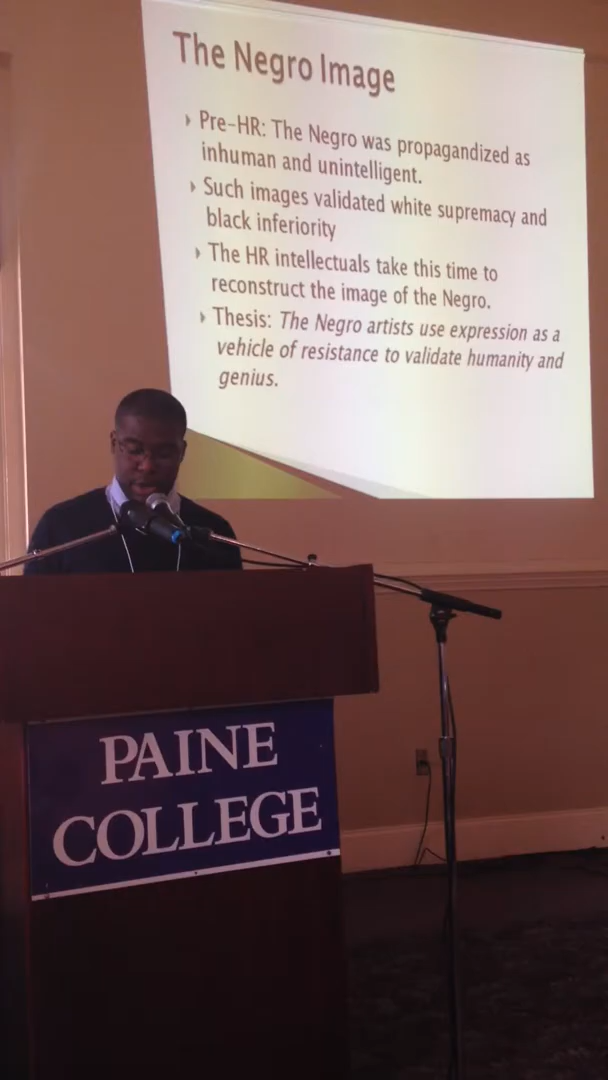 The Negro Image
Pre-HR: The Negro was propagandized as
inhuman and unintelligent.
Such images validated white supremacy and
black inferiority
The HR intellectuals take this time to
reconstruct the image of the Negro.
Thesis: The Negro artists use expression as a
vehicle of resistance to validate humanity and
genius.
PAINE
COLLEGE